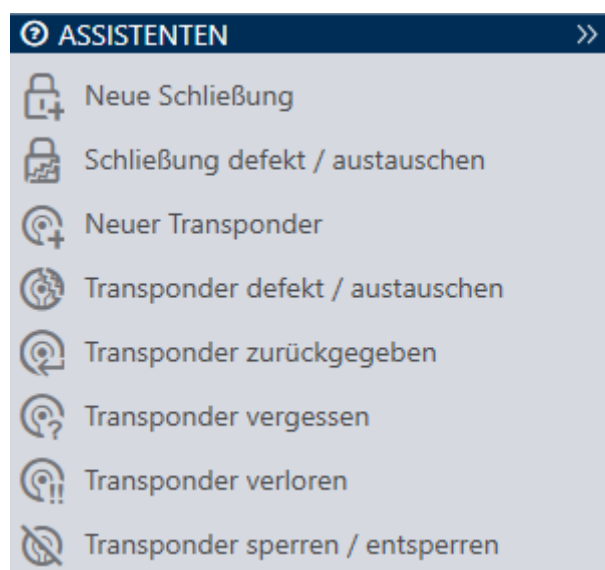 ASSISTENTEN
Neue Schließung
Schließung defekt / austauschen
Neuer Transponder
Transponder defekt / austauschen
Transponder zurückgegeben
Transponder vergessen
Transponder verloren
Transponder sperren / entsperren